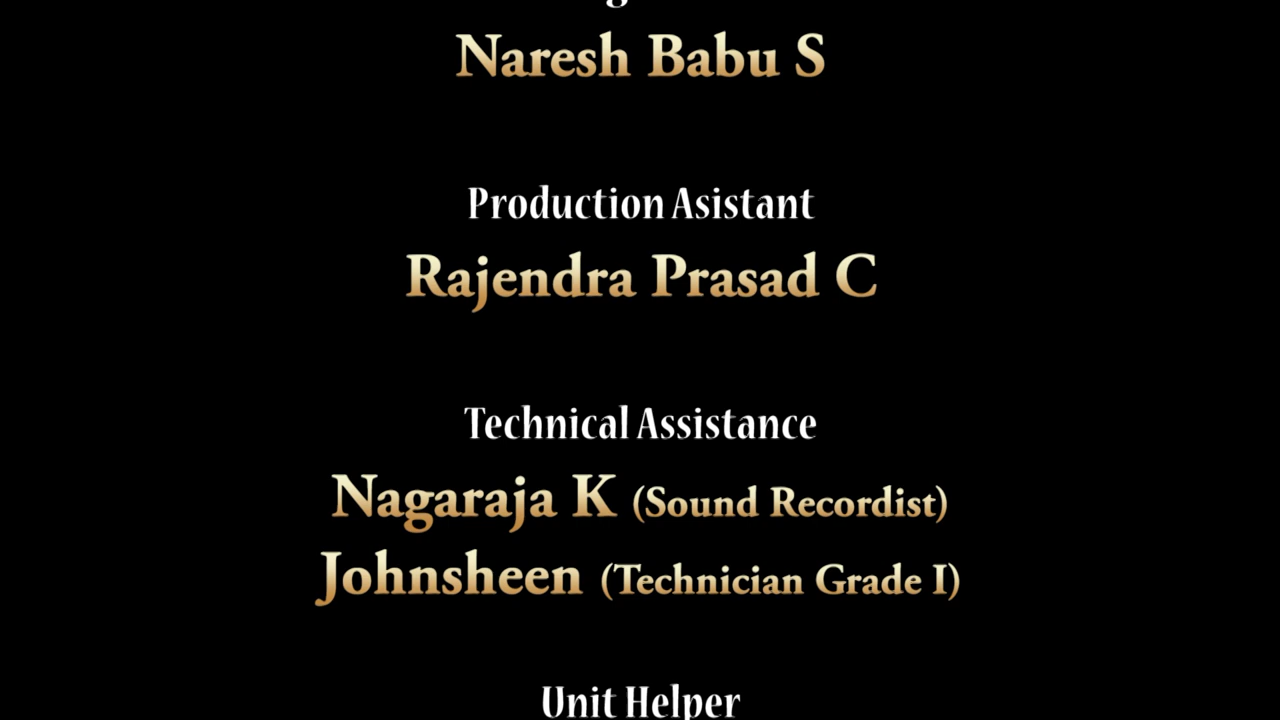 Naresh Babu S
Production Asistant
Rajendra Prasad C
Technical Assistance
Nagaraja K (Sound Recordist)
Johnsheen (Technician Grade I)
Unit Helper